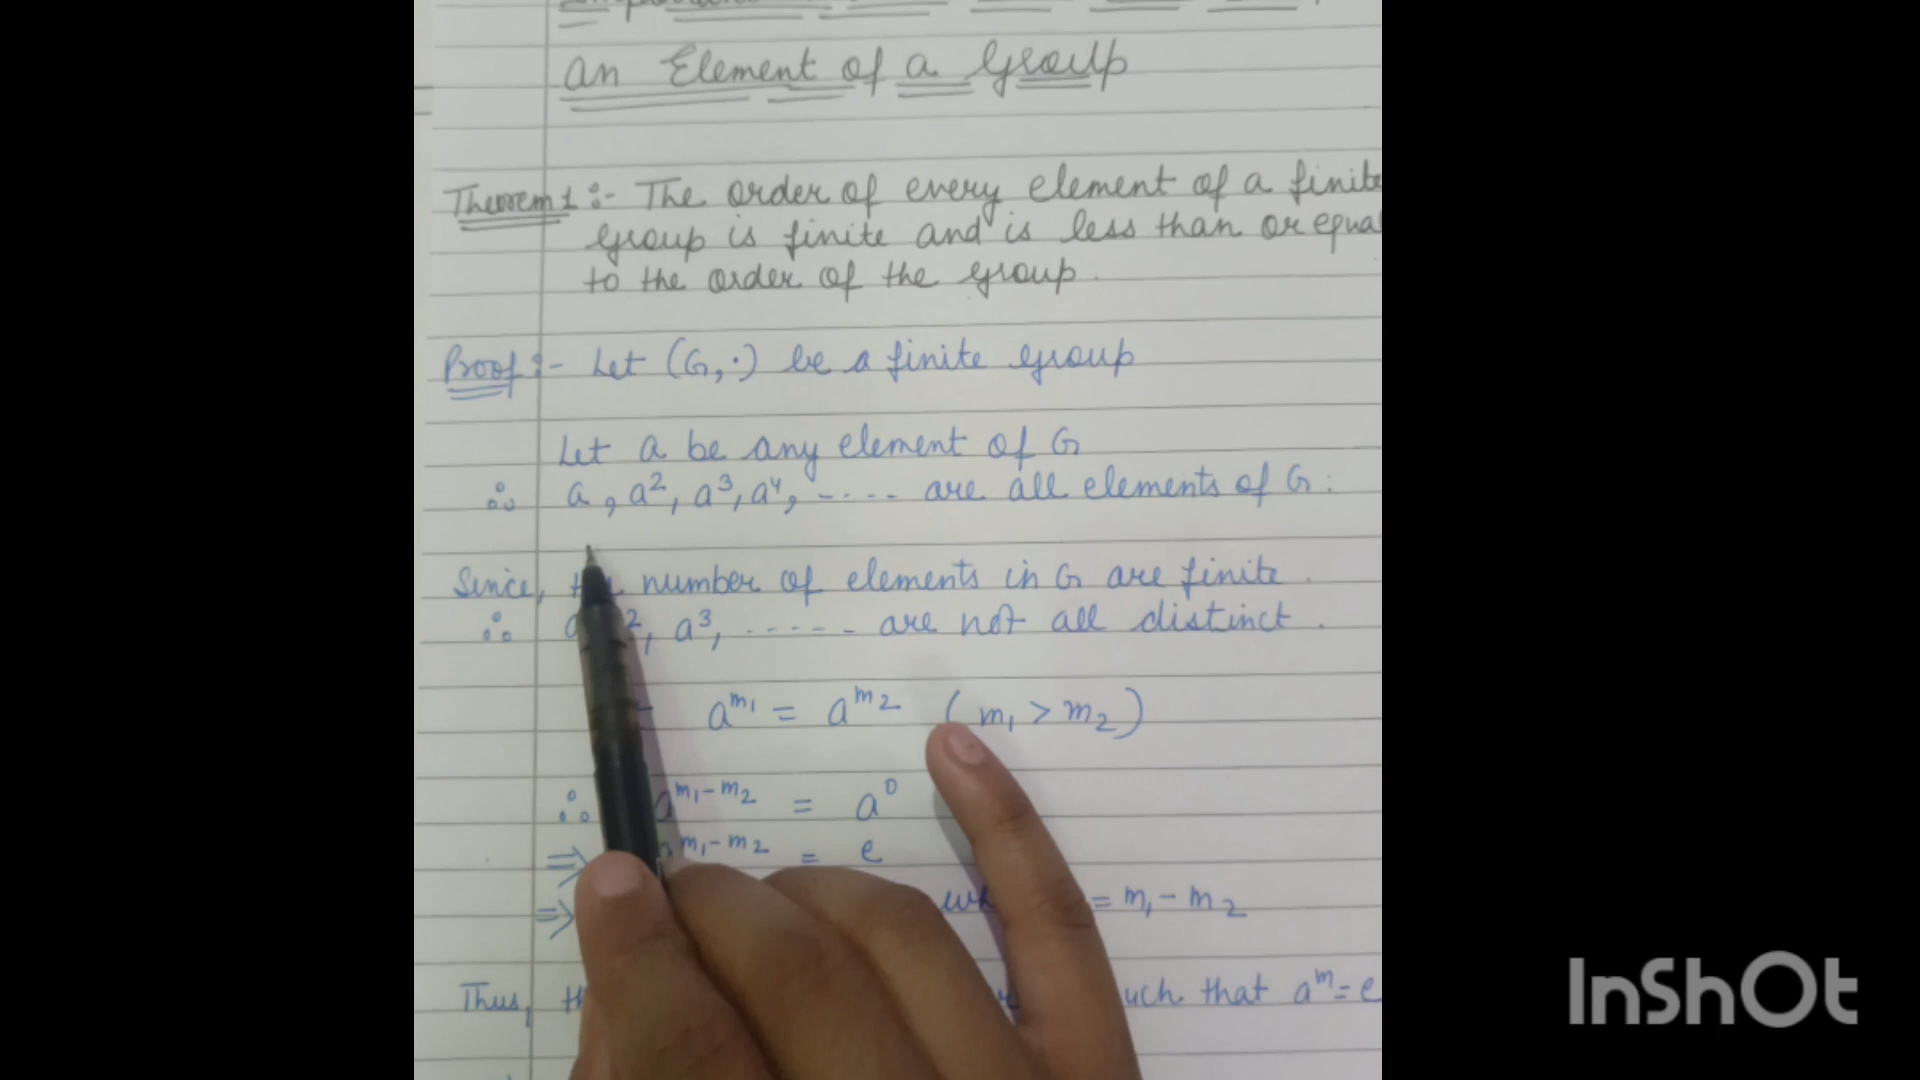 an Element of a Group
Theorem 1 :- The order of every element of a finite
group is finite and is less than or equal
to the order of the group.
Proof :- Let (G, ·) be a finite group
Let a be any element of G
∴ a, a², a³, a⁴, ..... are all elements of G.
Since, number of elements in G are finite.
∴ a³, ...... are not all distinct.
a^m₁ = a^m₂ (m₁ > m₂)
∴ a^m₁-m₂ = a⁰
⇒ a^m₁-m₂ = e
⇒ = m₁ - m₂
Thus, such that a^m = e
InShOt